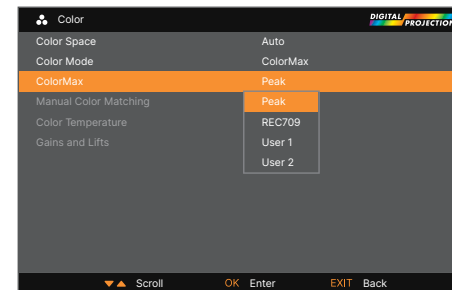 Color
DIGITAL PROJECTION
Color Space Auto
Color Mode ColorMax
ColorMax Peak
Manual Color Matching Peak
Color Temperature REC709
Gains and Lifts User 1
User 2
Scroll OK Enter EXIT Back